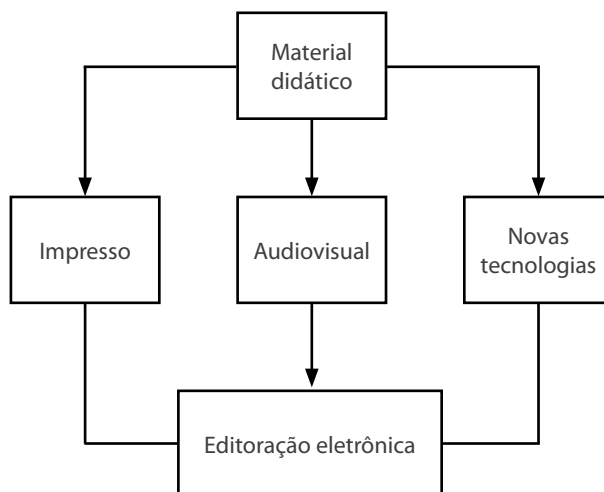 Material
didático
Impresso
Audiovisual
Novas
tecnologias
Editoração eletrônica